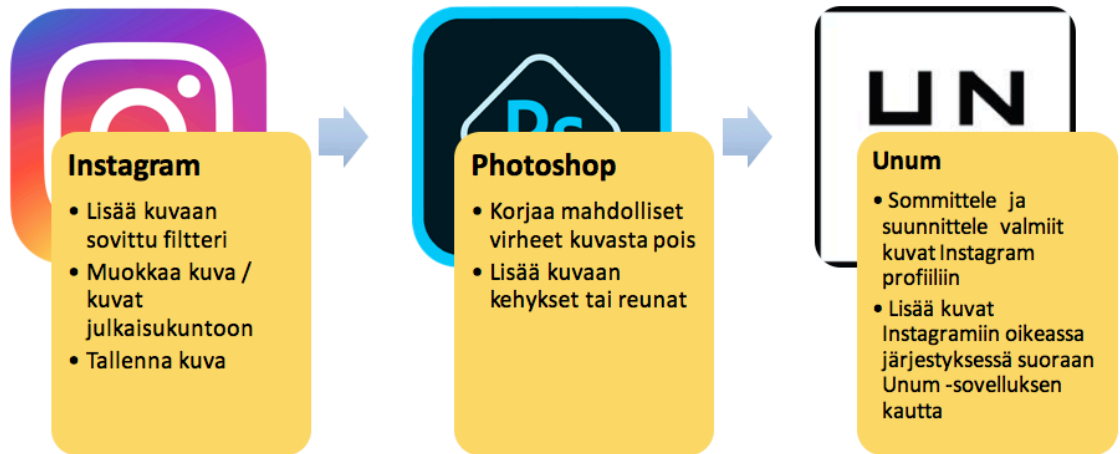 Instagram
• Lisää kuvaan
sovittu filtteri
• Muokkaa kuva /
kuvat
julkaisukuntoon
• Tallenna kuva
Ps
Photoshop
• Korjaa mahdolliset
virheet kuvasta pois
• Lisää kuvaan
kehykset tai reunat
UN
Unum
• Sommittele ja
suunnittele valmiit
kuvat Instagram
profiiliin
• Lisää kuvat
Instagramiin oikeassa
järjestyksessä suoraan
Unum -sovelluksen
kautta